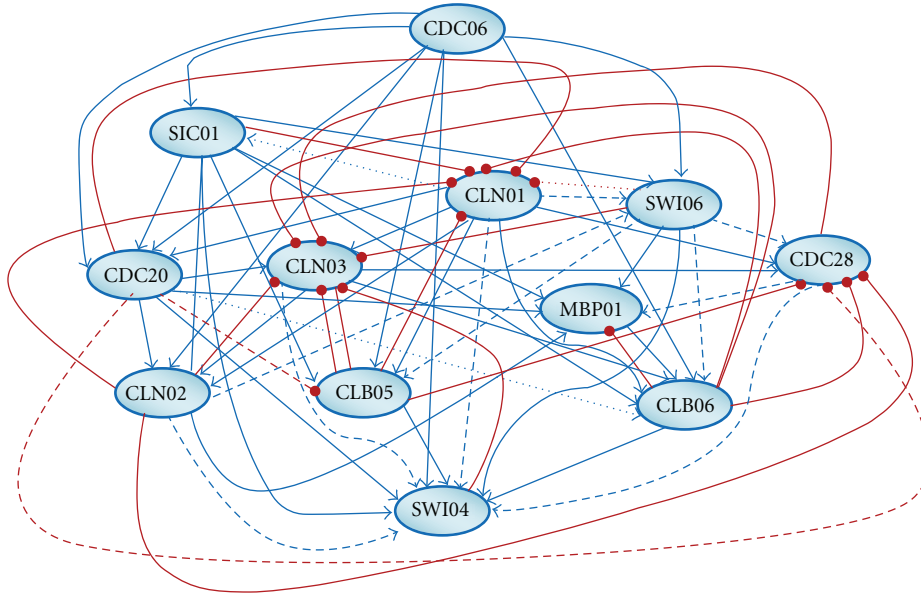 CDC06
SIC01
CLN01
SWI06
CDC20
CLN03
CDC28
MBP01
CLN02
CLB05
CLB06
SWI04